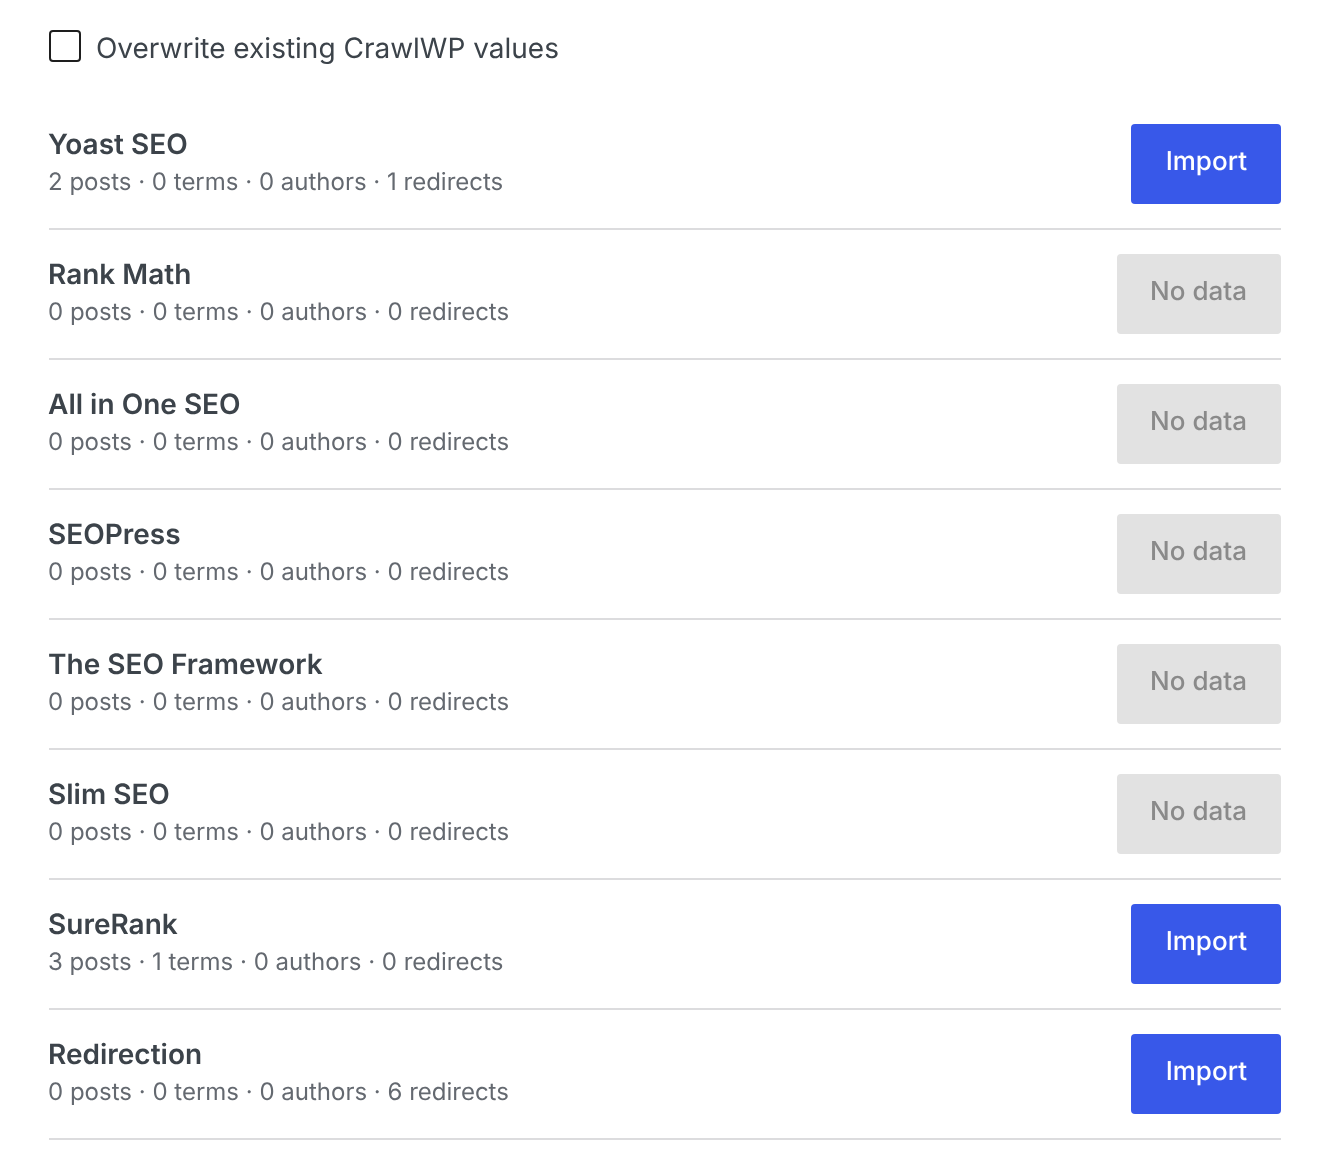 Overwrite existing CrawlWP values
Yoast SEO
2 posts · 0 terms · 0 authors · 1 redirects
Import
Rank Math
0 posts · 0 terms · 0 authors · 0 redirects
No data
All in One SEO
0 posts · 0 terms · 0 authors · 0 redirects
No data
SEOPress
0 posts · 0 terms · 0 authors · 0 redirects
No data
The SEO Framework
0 posts · 0 terms · 0 authors · 0 redirects
No data
Slim SEO
0 posts · 0 terms · 0 authors · 0 redirects
No data
SureRank
3 posts · 1 terms · 0 authors · 0 redirects
Import
Redirection
0 posts · 0 terms · 0 authors · 6 redirects
Import